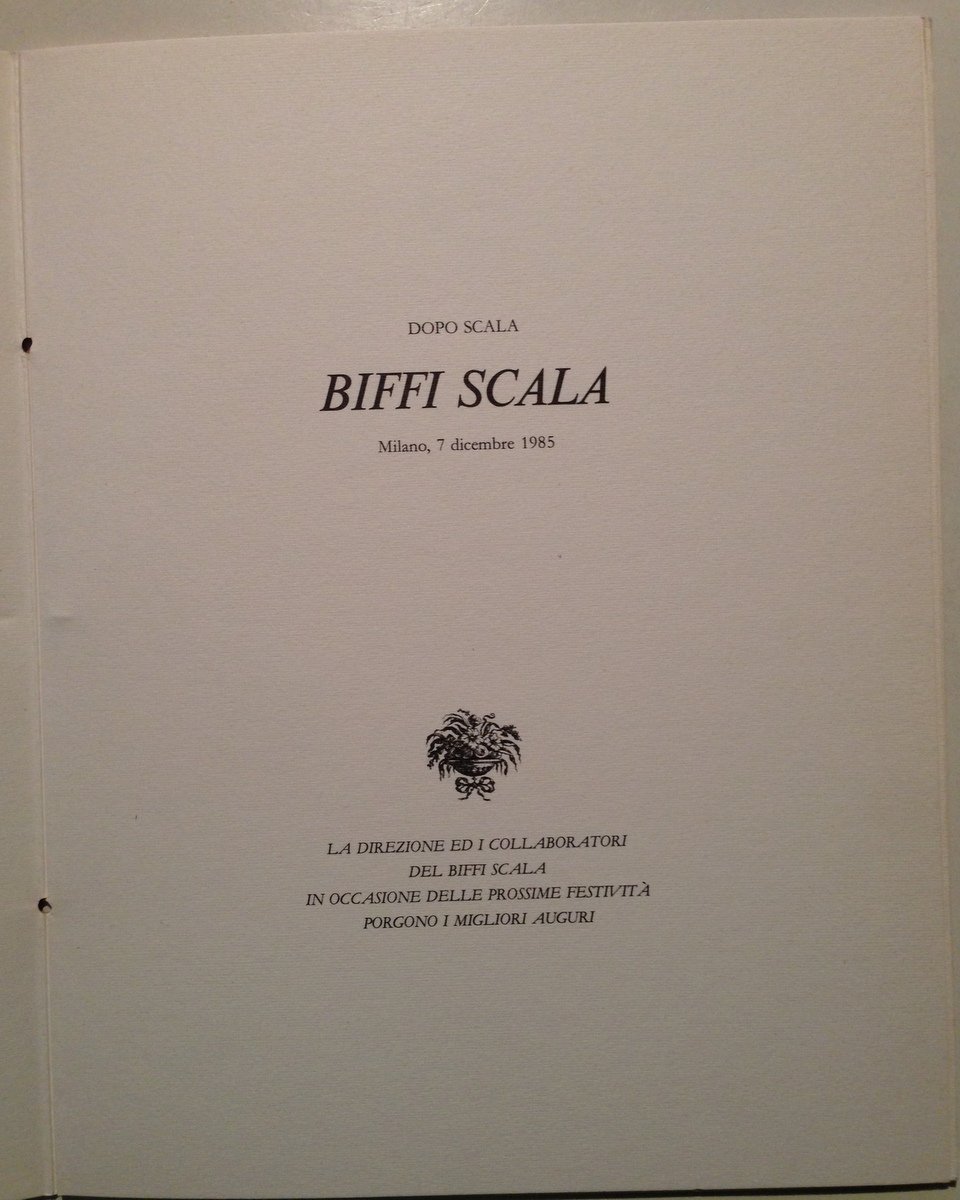 DOPO SCALA
BIFFI SCALA
Milano, 7 dicembre 1985
LA DIREZIONE ED I COLLABORATORI
DEL BIFFI SCALA
IN OCCASIONE DELLE PROSSIME FESTIVITÀ
PORGONO I MIGLIORI AUGURI